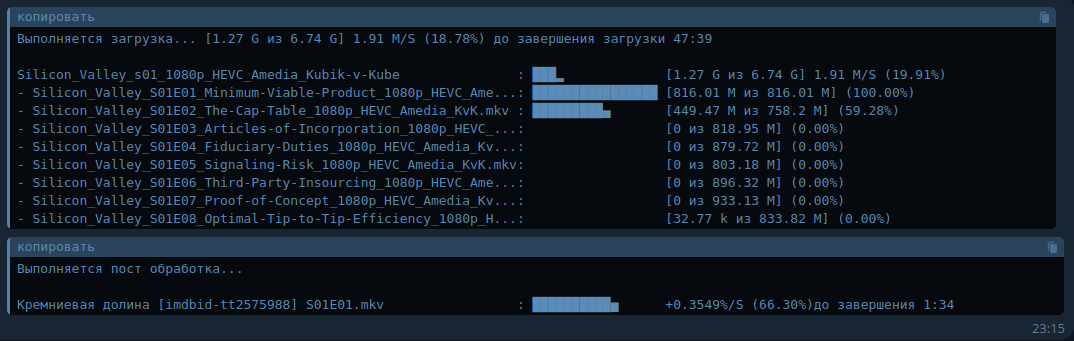 копировать
Выполняется загрузка... [1.27 G из 6.74 G] 1.91 M/S (18.78%) до завершения загрузки 47:39
Silicon_Valley_s01_1080p_HEVC_Amedia_Kubik-v-Kube : [1.27 G из 6.74 G] 1.91 M/S (19.91%)
- Silicon_Valley_S01E01_Minimum-Viable-Product_1080p_HEVC_Ame...: [816.01 M из 816.01 M] (100.00%)
- Silicon_Valley_S01E02_The-Cap-Table_1080p_HEVC_Amedia_KvK.mkv : [449.47 M из 758.2 M] (59.28%)
- Silicon_Valley_S01E03_Articles-of-Incorporation_1080p_HEVC_...: [0 из 818.95 M] (0.00%)
- Silicon_Valley_S01E04_Fiduciary-Duties_1080p_HEVC_Amedia_Kv...: [0 из 879.72 M] (0.00%)
- Silicon_Valley_S01E05_Signaling-Risk_1080p_HEVC_Amedia_KvK.mkv: [0 из 803.18 M] (0.00%)
- Silicon_Valley_S01E06_Third-Party-Insourcing_1080p_HEVC_Ame...: [0 из 896.32 M] (0.00%)
- Silicon_Valley_S01E07_Proof-of-Concept_1080p_HEVC_Amedia_Kv...: [0 из 933.13 M] (0.00%)
- Silicon_Valley_S01E08_Optimal-Tip-to-Tip-Efficiency_1080p_H...: [32.77 k из 833.82 M] (0.00%)
копировать
Выполняется пост обработка...
Кремниевая долина [imdbid-tt2575988] S01E01.mkv : +0.3549%/S (66.30%)до завершения 1:34
23:15